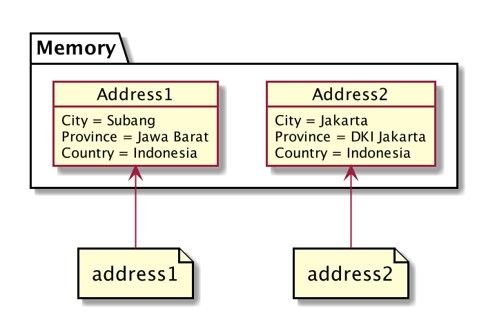 Memory
Address1
City = Subang
Province = Jawa Barat
Country = Indonesia
Address2
City = Jakarta
Province = DKI Jakarta
Country = Indonesia
address1
address2